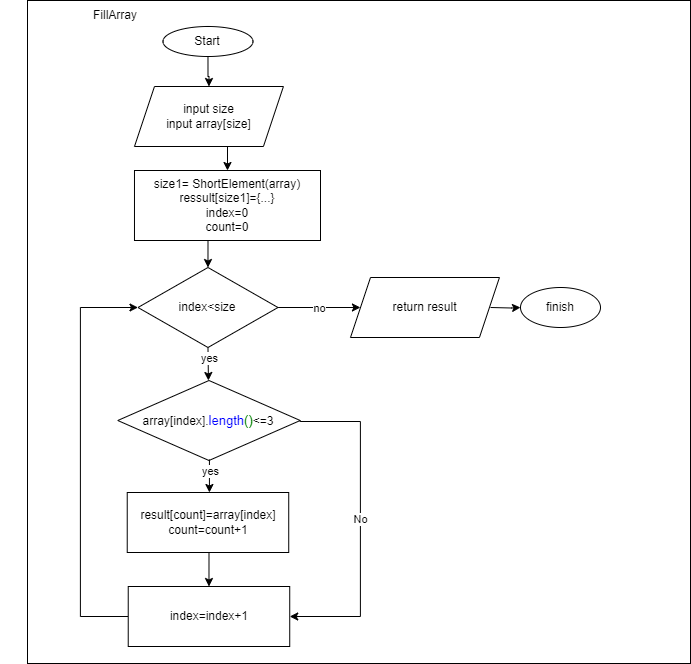 FillArray
Start
input size
input array[size]
size1= ShortElement(array)
ressult[size1]={...}
index=0
count=0
index<size
no
return result
finish
yes
array[index].length()<=3
yes
result[count]=array[index]
count=count+1
No
index=index+1